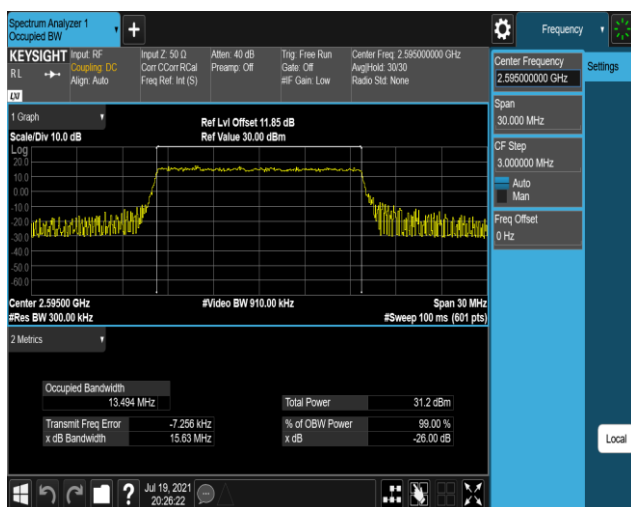 Spectrum Analyzer 1
Occupied BW
Frequency
KEYSIGHT
RL
LXI
Input: RF
Coupling: DC
Align: Auto
Input Z: 50 Ω
Corr CCorr RCal
Freq Ref: Int (S)
Atten: 40 dB
Preamp: Off
Trig: Free Run
Gate: Off
#IF Gain: Low
Center Freq: 2.595000000 GHz
Avg|Hold: 30/30
Radio Std: None
Center Frequency
2.595000000 GHz
Settings
Span
30.000 MHz
CF Step
3.000000 MHz
Auto
Man
Freq Offset
0 Hz
1 Graph
Scale/Div 10.0 dB
Ref Lvl Offset 11.85 dB
Ref Value 30.00 dBm
Log
20.0
10.0
0.00
-10.0
-20.0
-30.0
-40.0
-50.0
-60.0
Center 2.59500 GHz
#Res BW 300.00 kHz
#Video BW 910.00 kHz
Span 30 MHz
#Sweep 100 ms (601 pts)
2 Metrics
Occupied Bandwidth
13.494 MHz
Total Power 31.2 dBm
Transmit Freq Error -7.256 kHz
% of OBW Power 99.00 %
x dB Bandwidth 15.63 MHz
x dB -26.00 dB
Local
?
Jul 19, 2021
20:26:22